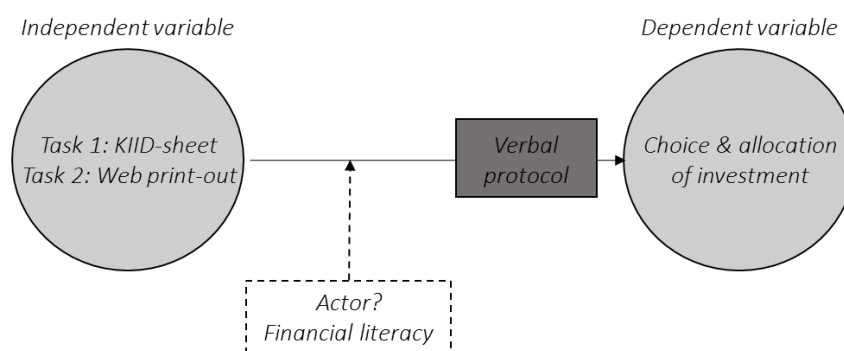 Independent variable
Dependent variable
Task 1: KIID-sheet
Task 2: Web print-out
Verbal
protocol
Choice & allocation
of investment
Actor?
Financial literacy